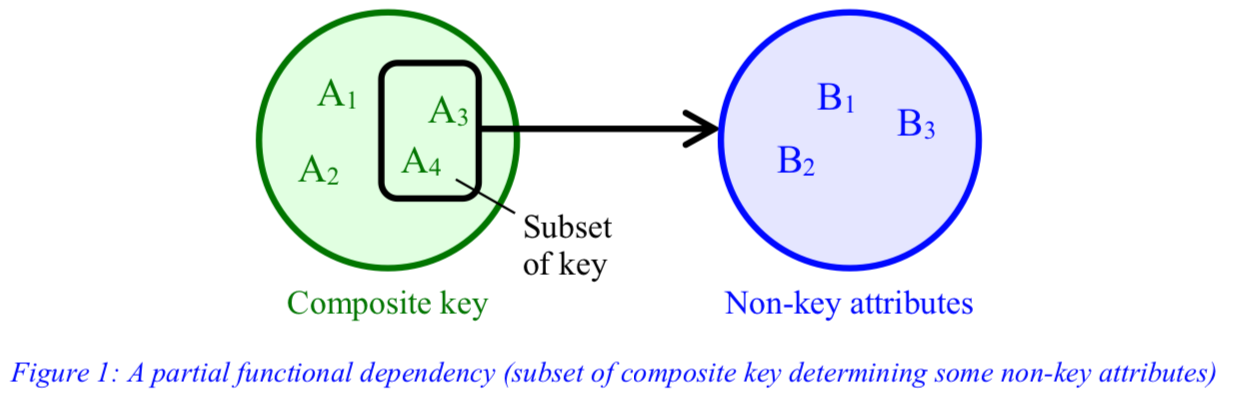 A₁
A₃
A₂
A₄
B₁
B₃
B₂
Subset
of key
Composite key
Non-key attributes
Figure 1: A partial functional dependency (subset of composite key determining some non-key attributes)